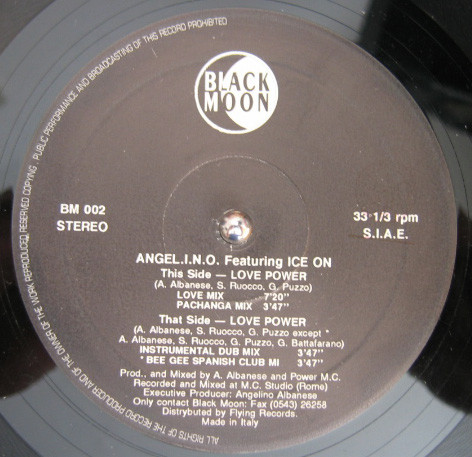 BLACK
MOON
BM 002
STEREO
33 1/3 rpm
S.I.A.E.
ANGEL.I.N.O. Featuring ICE ON
This Side — LOVE POWER
(A. Albanese, S. Ruocco, G. Puzzo)
LOVE MIX 7'20"
PACHANGA MIX 3'47"
That Side — LOVE POWER
(A. Albanese, S. Ruocco, G. Puzzo except *
A. Albanese, S. Ruocco, G. Puzzo, G. Battafarano)
INSTRUMENTAL DUB MIX 3'47"
* BEE GEE SPANISH CLUB MI 3'47"
Prod., and Mixed by A. Albanese and Power M.C.
Recorded and Mixed at M.C. Studio (Rome)
Executive Producer: Angelino Albanese
Only contact Black Moon: Fax (0543) 26258
Distrybuted by Flying Records.
Made in Italy
ALL RIGHTS OF THE RECORD PRODUCER AND OF THE OWNER OF THE WORK REPRODUCED RESERVED COPYING . PUBLIC PERFORMANCE AND BROADCASTING OF THIS RECORD PROHIBITED